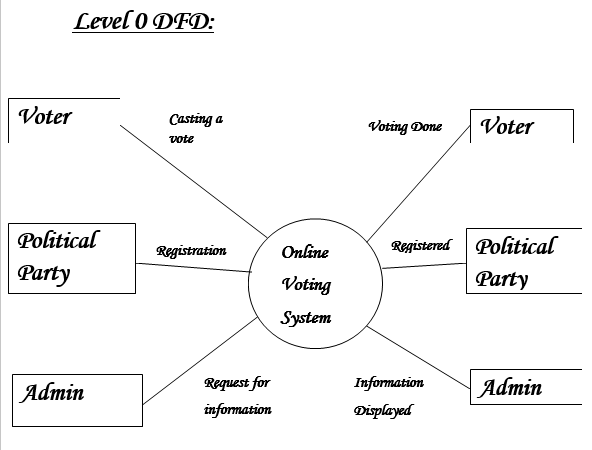 Level 0 DFD:
Voter
Casting a
vote
Voting Done
Voter
Political
Party
Registration
Online
Voting
System
Registered
Political
Party
Admin
Request for
information
Information
Displayed
Admin